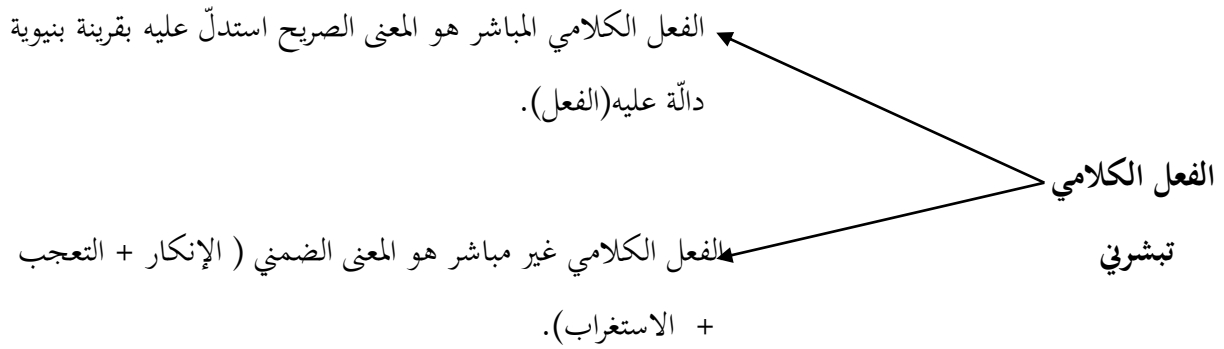 الفعل الكلامي المباشر هو المعنى الصريح استدلّ عليه بقرينة بنيوية
دالّة عليه(الفعل).
الفعل الكلامي
الفعل الكلامي غير مباشر هو المعنى الضمني ( الإنكار + التعجب
تبشرني
+ الاستغراب).